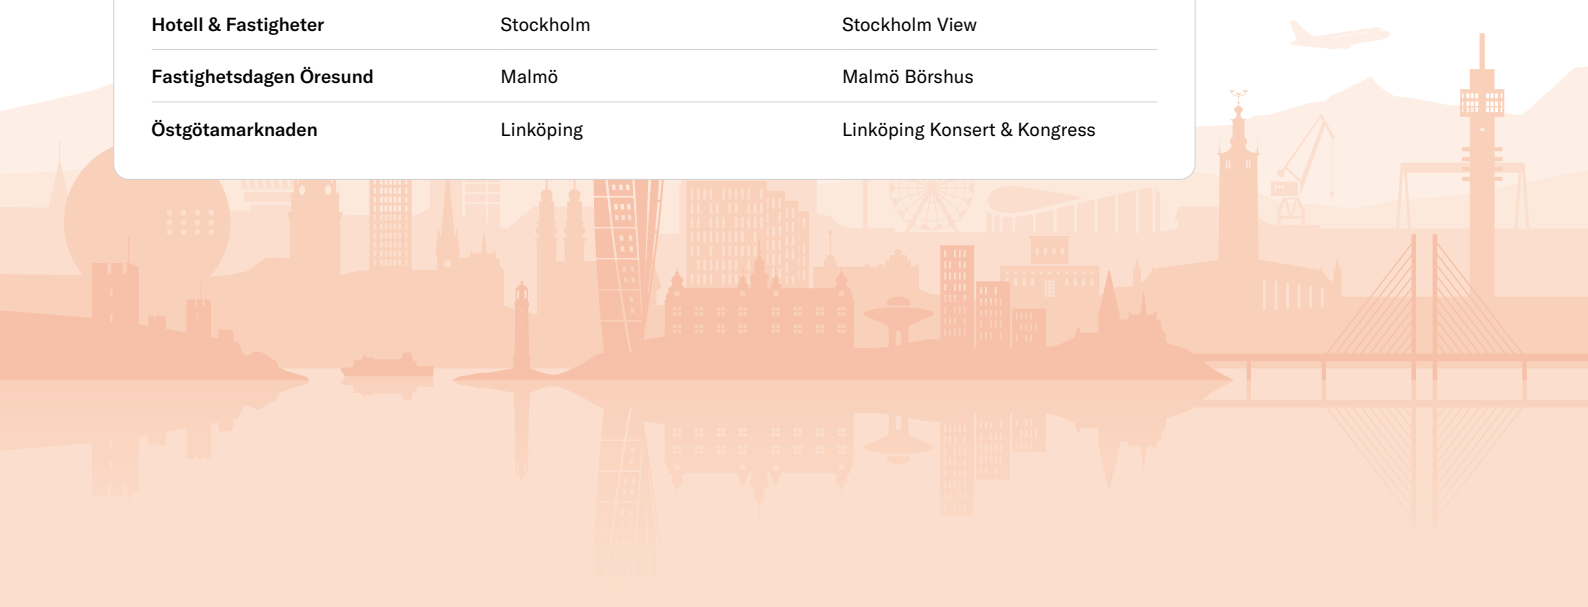 Hotell & Fastigheter Stockholm Stockholm View
Fastighetsdagen Öresund Malmö Malmö Börshus
Östgötamarknaden Linköping Linköping Konsert & Kongress